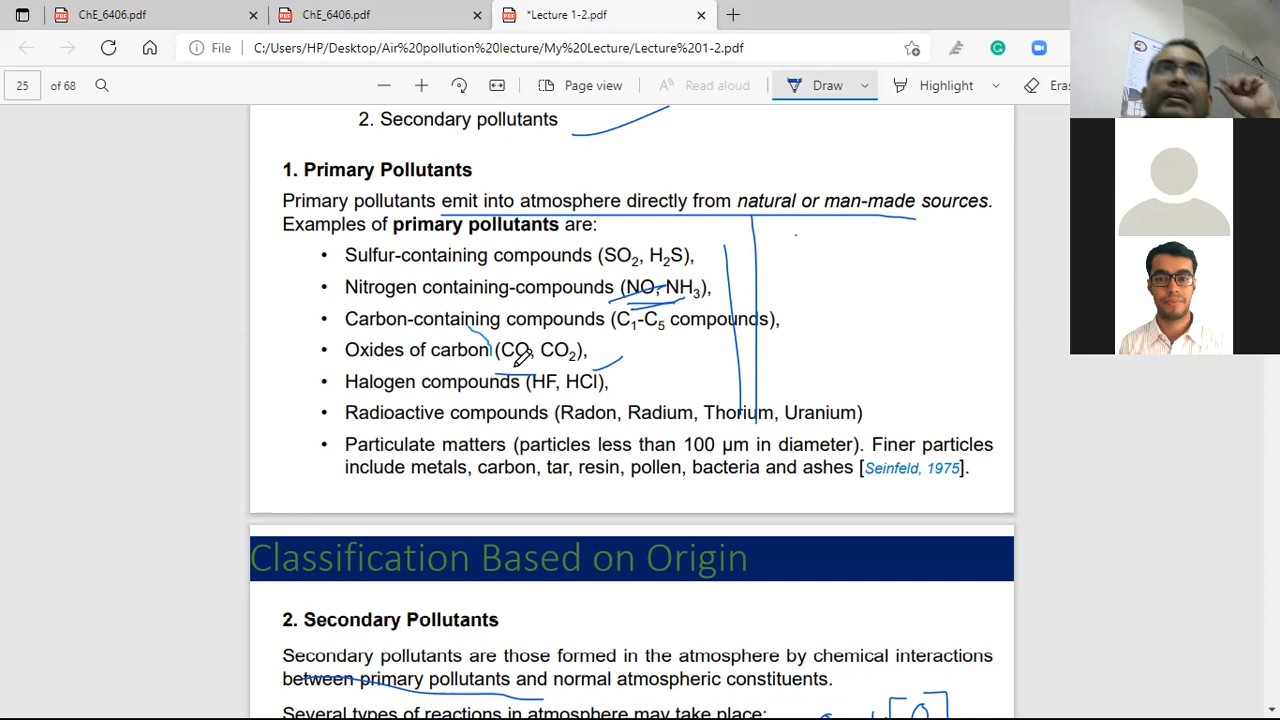 ChE_6406.pdf
ChE_6406.pdf
*Lecture 1-2.pdf
File C:/Users/HP/Desktop/Air%20pollution%20lecture/My%20Lecture/Lecture%201-2.pdf
25 of 68 Page view Read aloud Draw Highlight Eras
2. Secondary pollutants
1. Primary Pollutants
Primary pollutants emit into atmosphere directly from natural or man-made sources.
Examples of primary pollutants are:
• Sulfur-containing compounds (SO2, H2S),
• Nitrogen containing-compounds (NO, NH3),
• Carbon-containing compounds (C1-C5 compounds),
• Oxides of carbon (CO, CO2),
• Halogen compounds (HF, HCl),
• Radioactive compounds (Radon, Radium, Thorium, Uranium)
• Particulate matters (particles less than 100 μm in diameter). Finer particles
include metals, carbon, tar, resin, pollen, bacteria and ashes [Seinfeld, 1975].
Classification Based on Origin
2. Secondary Pollutants
Secondary pollutants are those formed in the atmosphere by chemical interactions
between primary pollutants and normal atmospheric constituents.
Several types of reactions in atmosphere may take place: